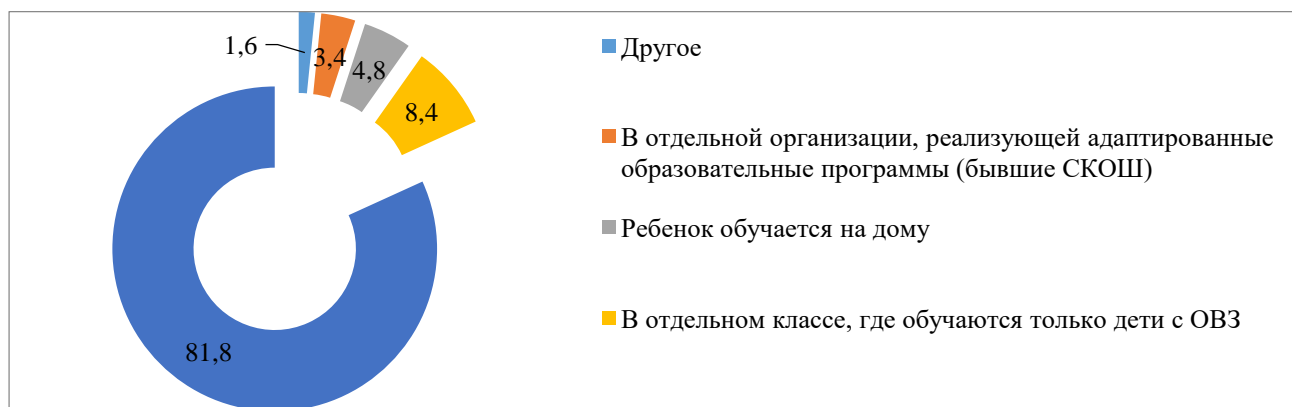 1,6
3,4
4,8
8,4
81,8
Другое
В отдельной организации, реализующей адаптированные
образовательные программы (бывшие СКОШ)
Ребенок обучается на дому
В отдельном классе, где обучаются только дети с ОВЗ